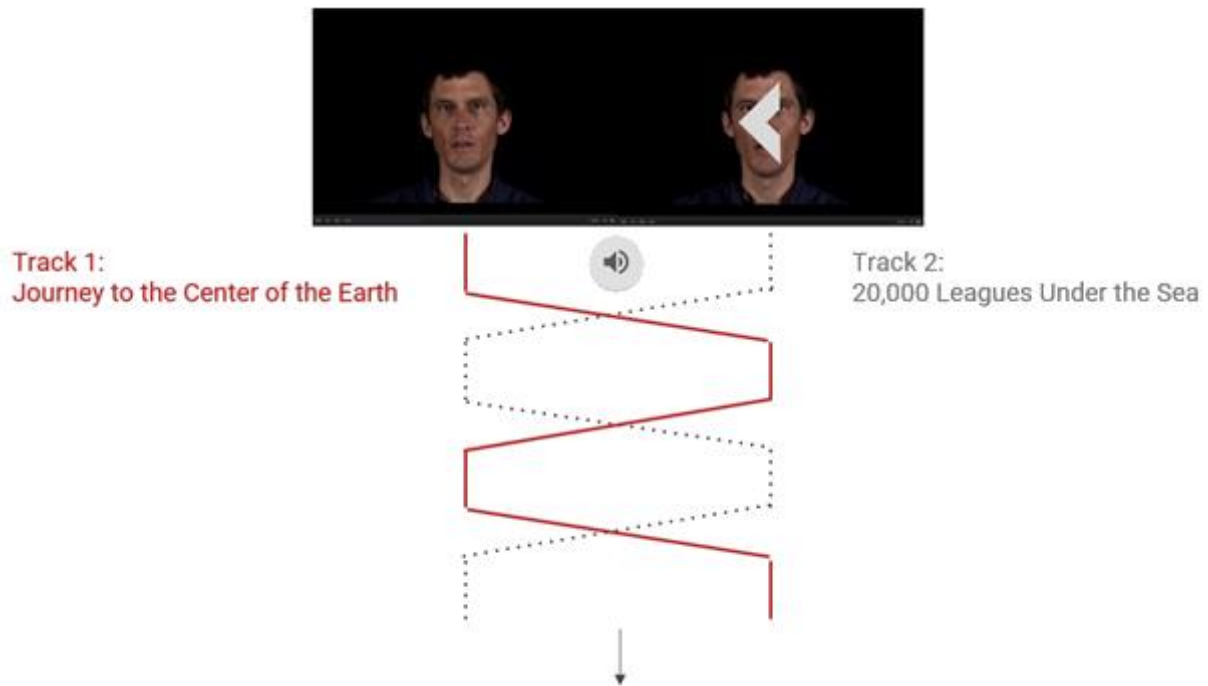 Track 1:
Journey to the Center of the Earth
Track 2:
20,000 Leagues Under the Sea